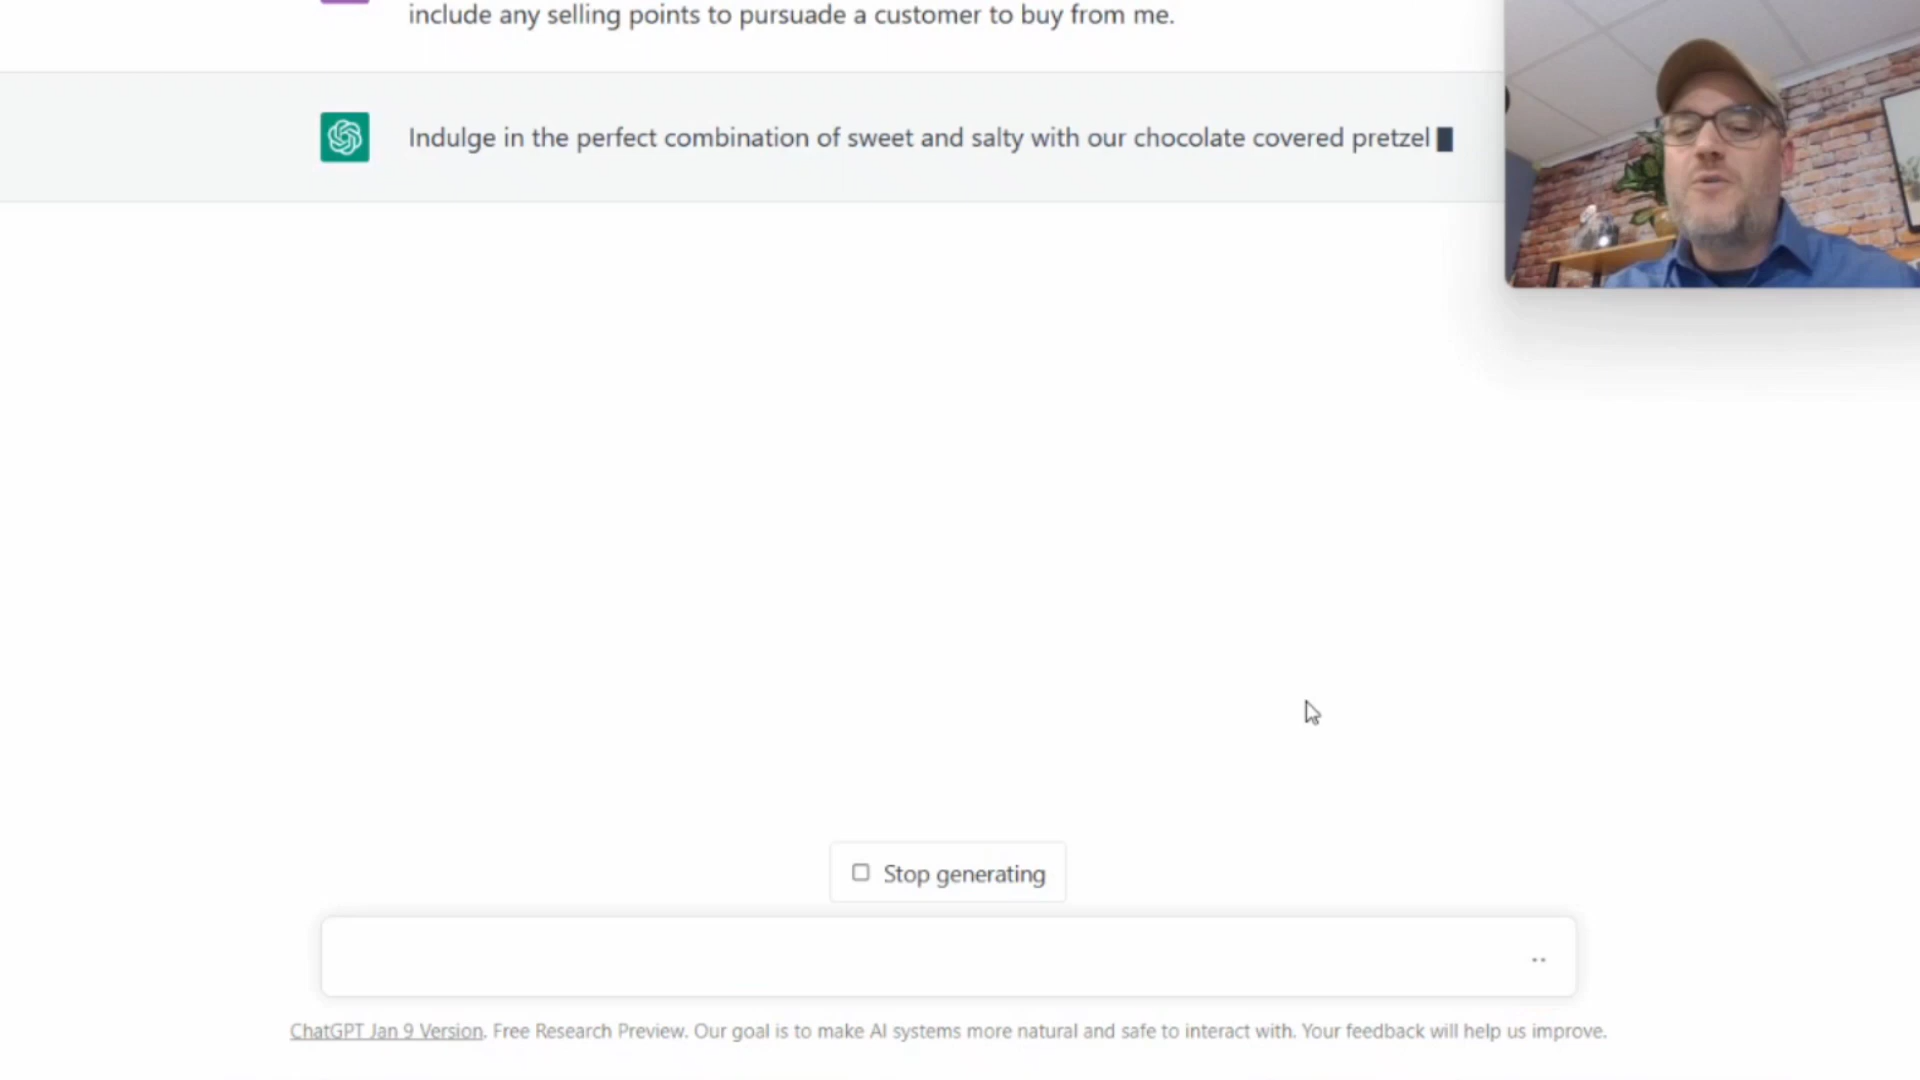 include any selling points to pursuade a customer to buy from me.
Indulge in the perfect combination of sweet and salty with our chocolate covered pretzel
Stop generating
ChatGPT Jan 9 Version. Free Research Preview. Our goal is to make AI systems more natural and safe to interact with. Your feedback will help us improve.